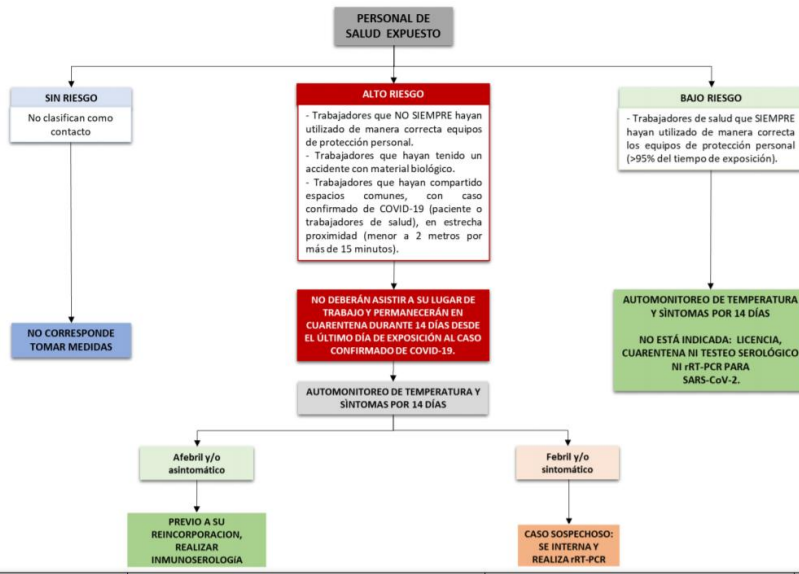 PERSONAL DE
SALUD EXPUESTO
SIN RIESGO
No clasifican como
contacto
ALTO RIESGO
- Trabajadores que NO SIEMPRE hayan
utilizado de manera correcta equipos
de protección personal.
- Trabajadores que hayan tenido un
accidente con material biológico.
- Trabajadores que hayan compartido
espacios comunes, con caso
confirmado de COVID-19 (paciente o
trabajadores de salud), en estrecha
proximidad (menor a 2 metros por
más de 15 minutos).
BAJO RIESGO
- Trabajadores de salud que SIEMPRE
hayan utilizado de manera correcta
los equipos de protección personal
(>95% del tiempo de exposición).
NO CORRESPONDE
TOMAR MEDIDAS
NO DEBERÁN ASISTIR A SU LUGAR DE
TRABAJO Y PERMANECERÁN EN
CUARENTENA DURANTE 14 DÍAS DESDE
EL ÚLTIMO DÍA DE EXPOSICIÓN AL CASO
CONFIRMADO DE COVID-19.
AUTOMONITOREO DE TEMPERATURA
Y SÌNTOMAS POR 14 DÍAS
NO ESTÁ INDICADA: LICENCIA,
CUARENTENA NI TESTEO SEROLÓGICO
NI rRT-PCR PARA
SARS-CoV-2.
AUTOMONITOREO DE TEMPERATURA Y
SÌNTOMAS POR 14 DÍAS
Afebril y/o
asintomático
Febril y/o
sintomático
PREVIO A SU
REINCORPORACION,
REALIZAR
INMUNOSEROLOGÍA
CASO SOSPECHOSO:
SE INTERNA Y
REALIZA rRT-PCR